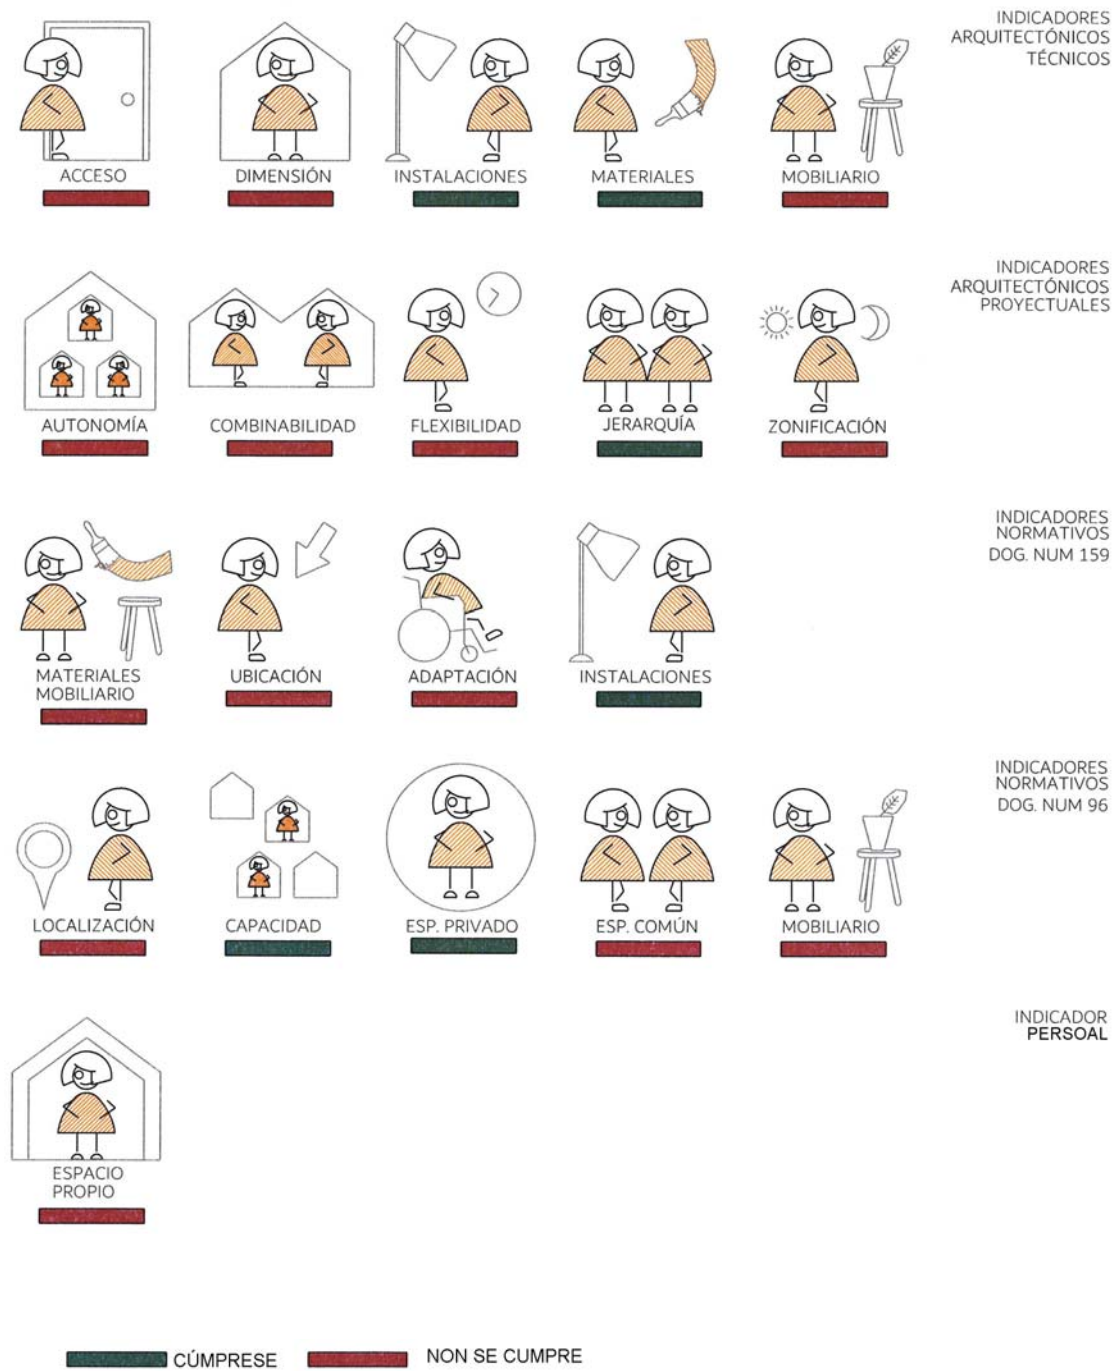 INDICADORES
ARQUITECTÓNICOS
TÉCNICOS
ACCESO
DIMENSIÓN
INSTALACIONES
MATERIALES
MOBILIARIO
INDICADORES
ARQUITECTÓNICOS
PROYECTUALES
AUTONOMÍA
COMBINABILIDAD
FLEXIBILIDAD
JERARQUÍA
ZONIFICACIÓN
INDICADORES
NORMATIVOS
DOG. NUM 159
MATERIALES
MOBILIARIO
UBICACIÓN
ADAPTACIÓN
INSTALACIONES
INDICADORES
NORMATIVOS
DOG. NUM 96
LOCALIZACIÓN
CAPACIDAD
ESP. PRIVADO
ESP. COMÚN
MOBILIARIO
INDICADOR
PERSOAL
ESPACIO
PROPIO
CÚMPRESE
NON SE CUMPRE